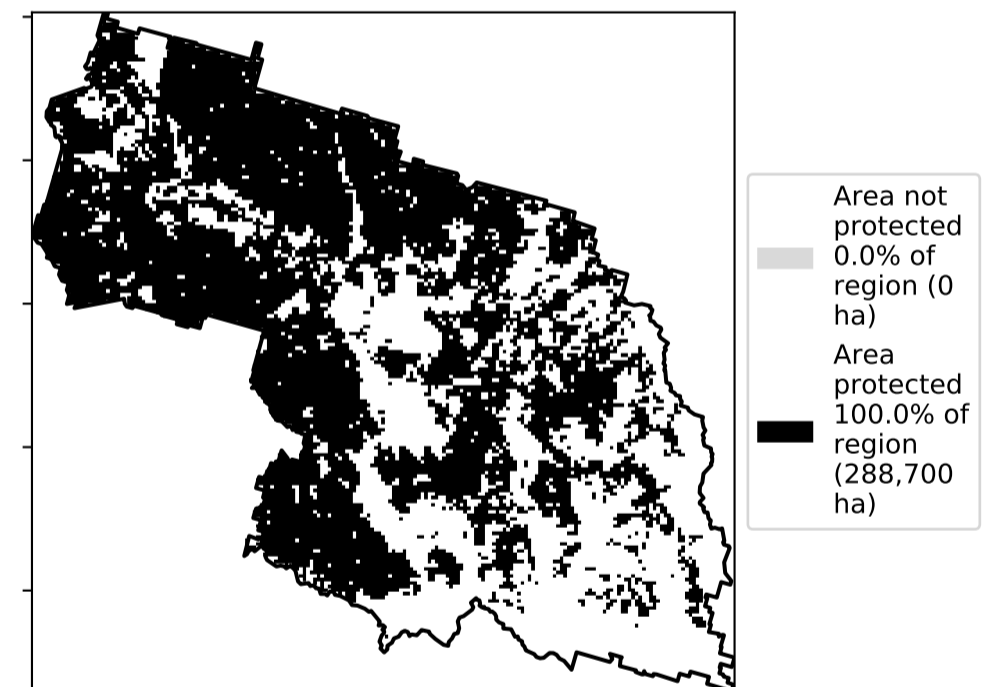 Area not
protected
0.0% of
region (0
ha)
Area
protected
100.0% of
region
(288,700
ha)